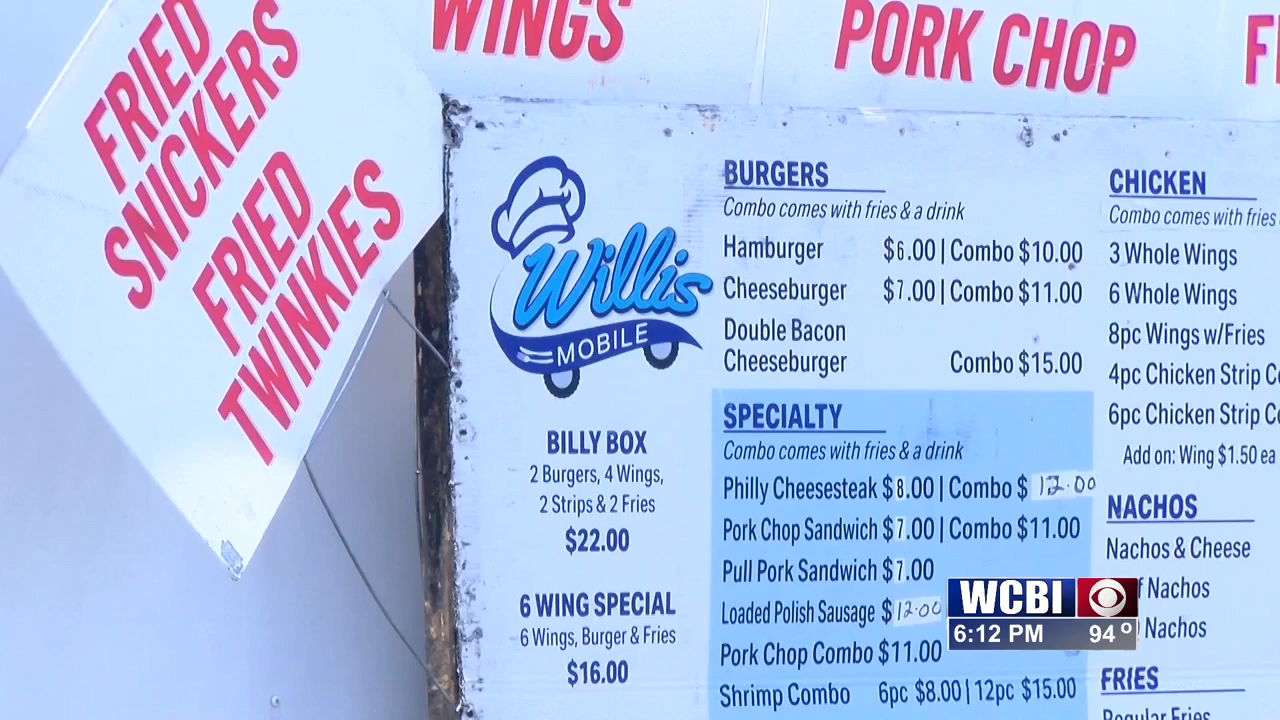 FRIED
SNICKERS
FRIED
TWINKIES
WINGS
PORK CHOP
Willis
MOBILE
BILLY BOX
2 Burgers, 4 Wings,
2 Strips & 2 Fries
$22.00
6 WING SPECIAL
6 Wings, Burger & Fries
$16.00
BURGERS
Combo comes with fries & a drink
Hamburger $6.00 | Combo $10.00
Cheeseburger $7.00 | Combo $11.00
Double Bacon
Cheeseburger Combo $15.00
SPECIALTY
Combo comes with fries & a drink
Philly Cheesesteak $8.00 | Combo $ 12.00
Pork Chop Sandwich $7.00 | Combo $11.00
Pull Pork Sandwich $7.00
Loaded Polish Sausage $12.00
Pork Chop Combo $11.00
Shrimp Combo 6pc $8.00 | 12pc $15.00
CHICKEN
Combo comes with fries
3 Whole Wings
6 Whole Wings
8pc Wings w/Fries
4pc Chicken Strip
6pc Chicken Strip
Add on: Wing $1.50 ea
NACHOS
Nachos & Cheese
Nachos
Nachos
FRIES
Regular Fries
WCBI
6:12 PM 94°